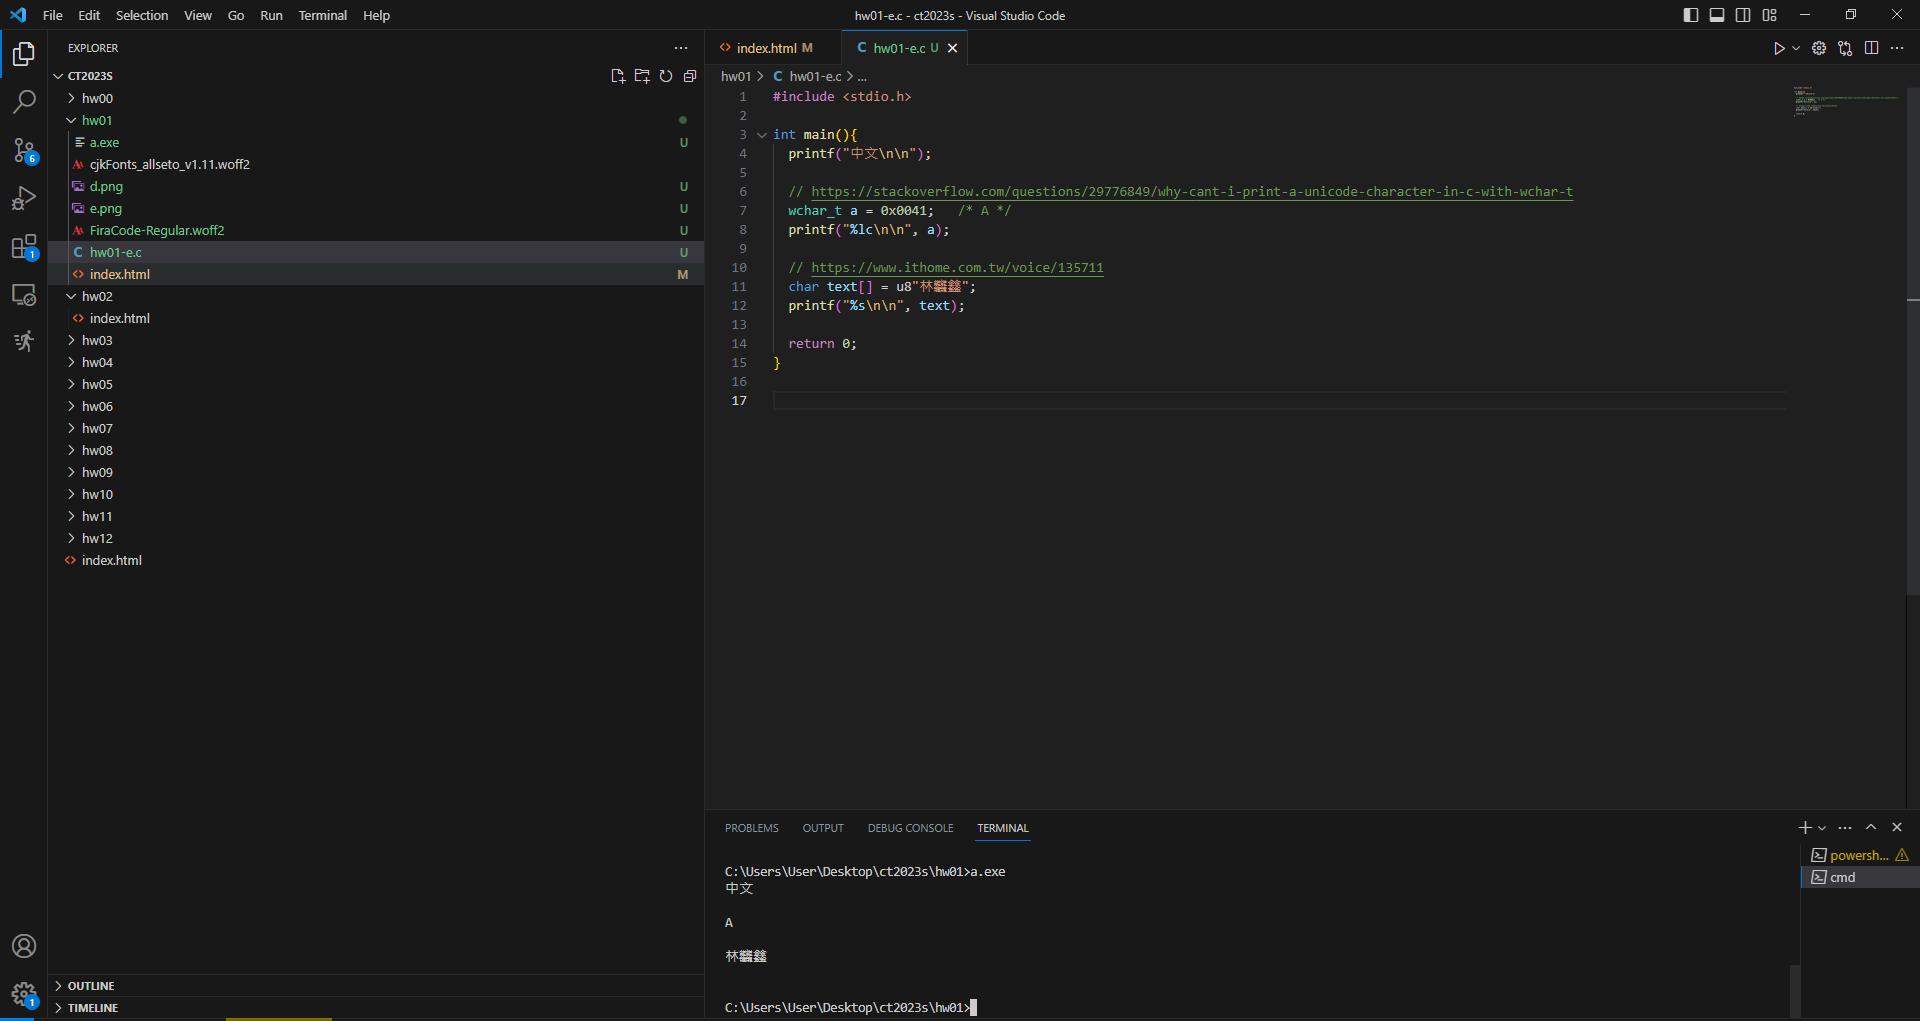 File Edit Selection View Go Run Terminal Help
hw01-e.c - ct2023s - Visual Studio Code
EXPLORER
CT2023S
hw00
hw01
a.exe U
cjkFonts_allseto_v1.11.woff2
d.png U
e.png U
FiraCode-Regular.woff2 U
hw01-e.c U
index.html M
hw02
index.html
hw03
hw04
hw05
hw06
hw07
hw08
hw09
hw10
hw11
hw12
index.html
OUTLINE
TIMELINE
6
1
1
index.html M
C hw01-e.c U
hw01 > C hw01-e.c > ...
1 #include <stdio.h>
2
3 int main(){
4 printf("中文\n\n");
5
6 // https://stackoverflow.com/questions/29776849/why-cant-i-print-a-unicode-character-in-c-with-wchar-t
7 wchar_t a = 0x0041; /* A */
8 printf("%lc\n\n", a);
9
10 // https://www.ithome.com.tw/voice/135711
11 char text[] = u8"林鑫";
12 printf("%s\n\n", text);
13
14 return 0;
15 }
16
17
PROBLEMS OUTPUT DEBUG CONSOLE TERMINAL
C:\Users\User\Desktop\ct2023s\hw01>a.exe
中文
A
林鑫
C:\Users\User\Desktop\ct2023s\hw01>
powersh...
cmd